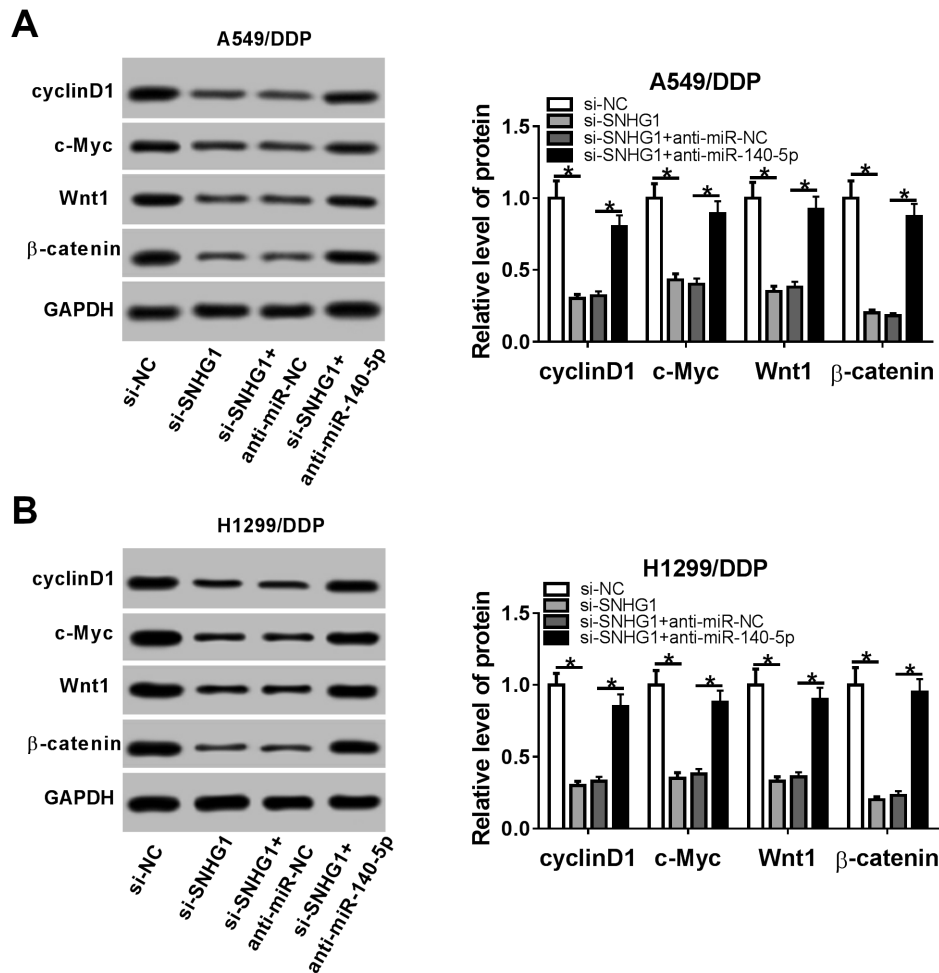 A
A549/DDP
cyclinD1
c-Myc
Wnt1
β-catenin
GAPDH
si-NC
si-SNHG1
si-SNHG1+
anti-miR-NC
si-SNHG1+
anti-miR-140-5p
A549/DDP
si-NC
si-SNHG1
si-SNHG1+anti-miR-NC
si-SNHG1+anti-miR-140-5p
Relative level of protein
1.5
1.0
0.5
0.0
* * * * * * * *
cyclinD1 c-Myc Wnt1 β-catenin
B
H1299/DDP
cyclinD1
c-Myc
Wnt1
β-catenin
GAPDH
si-NC
si-SNHG1
si-SNHG1+
anti-miR-NC
si-SNHG1+
anti-miR-140-5p
H1299/DDP
si-NC
si-SNHG1
si-SNHG1+anti-miR-NC
si-SNHG1+anti-miR-140-5p
Relative level of protein
1.5
1.0
0.5
0.0
* * * * * * * *
cyclinD1 c-Myc Wnt1 β-catenin